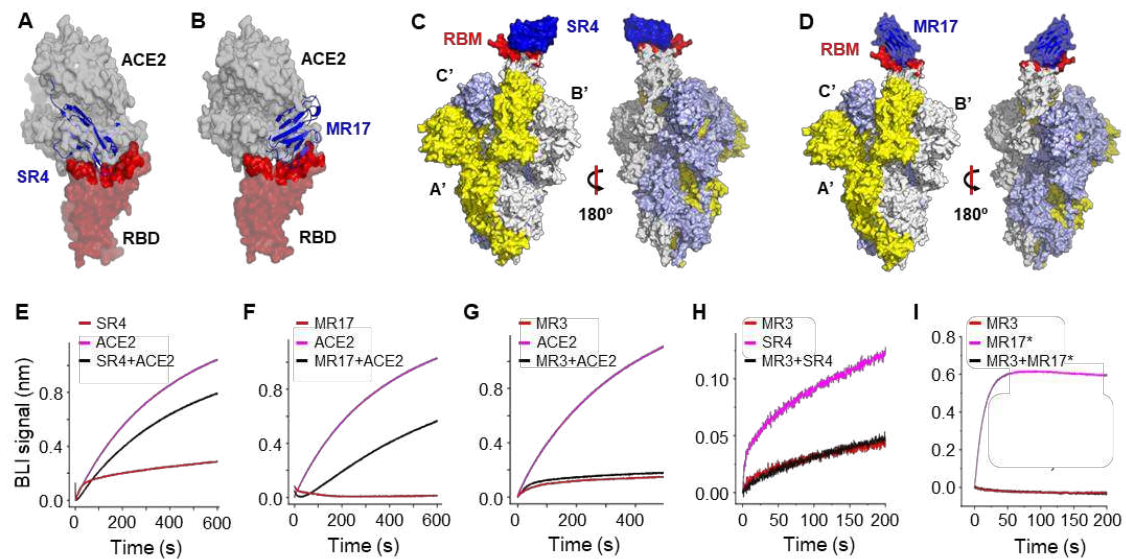 A
ACE2
SR4
RBD
B
ACE2
MR17
RBD
C
SR4
RBM
C'
B'
A'
180º
D
MR17
RBM
C'
B'
A'
180º
E
SR4
ACE2
SR4+ACE2
BLI signal (nm)
0.8
0.4
0.0
0 200 400 600
Time (s)
F
MR17
ACE2
MR17+ACE2
0.8
0.4
0.0
0 200 400 600
Time (s)
G
MR3
ACE2
MR3+ACE2
0.8
0.4
0.0
0 200 400
Time (s)
H
MR3
SR4
MR3+SR4
0.10
0.05
0.00
0 50 100 150 200
Time (s)
I
MR3
MR17*
MR3+MR17*
0.6
0.4
0.2
0.0
0 50 100 150 200
Time (s)